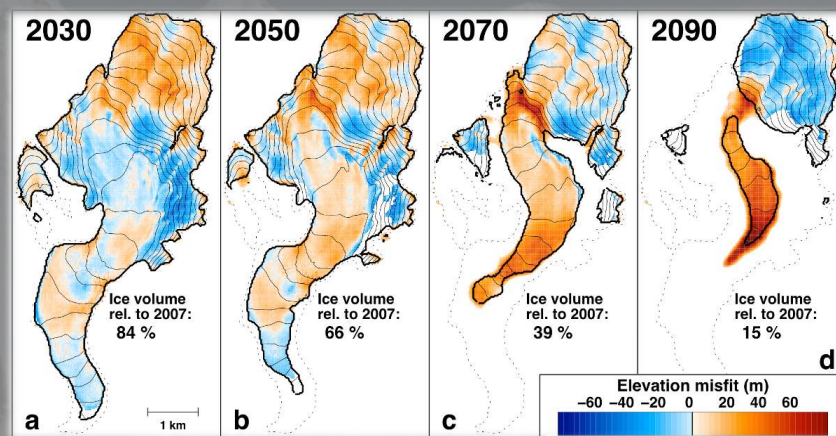 2030
2050
2070
2090
Ice volume
rel. to 2007:
84 %
Ice volume
rel. to 2007:
66 %
Ice volume
rel. to 2007:
39 %
Ice volume
rel. to 2007:
15 %
a
1 km
b
c
d
Elevation misfit (m)
−60 −40 −20 0 20 40 60